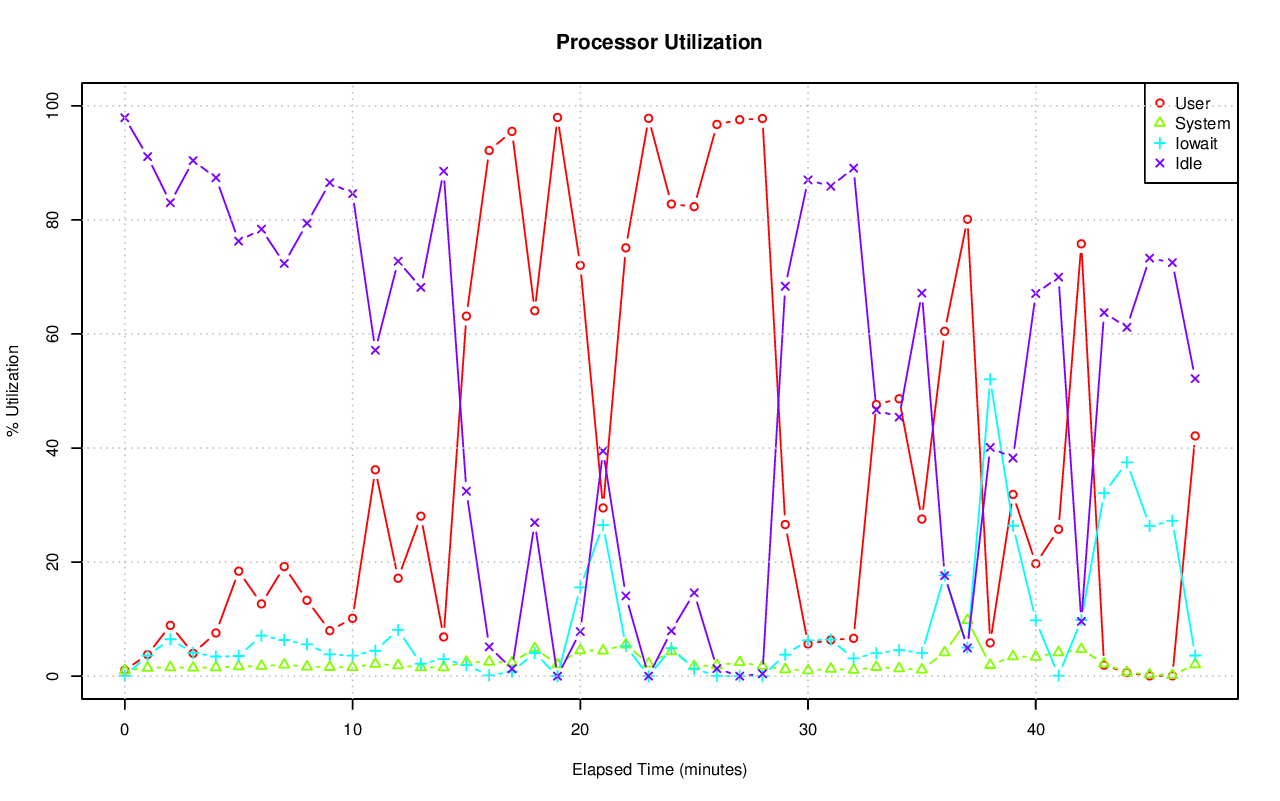 Processor Utilization
100
80
60
40
20
0
% Utilization
User
System
Iowait
Idle
0 10 20 30 40
Elapsed Time (minutes)